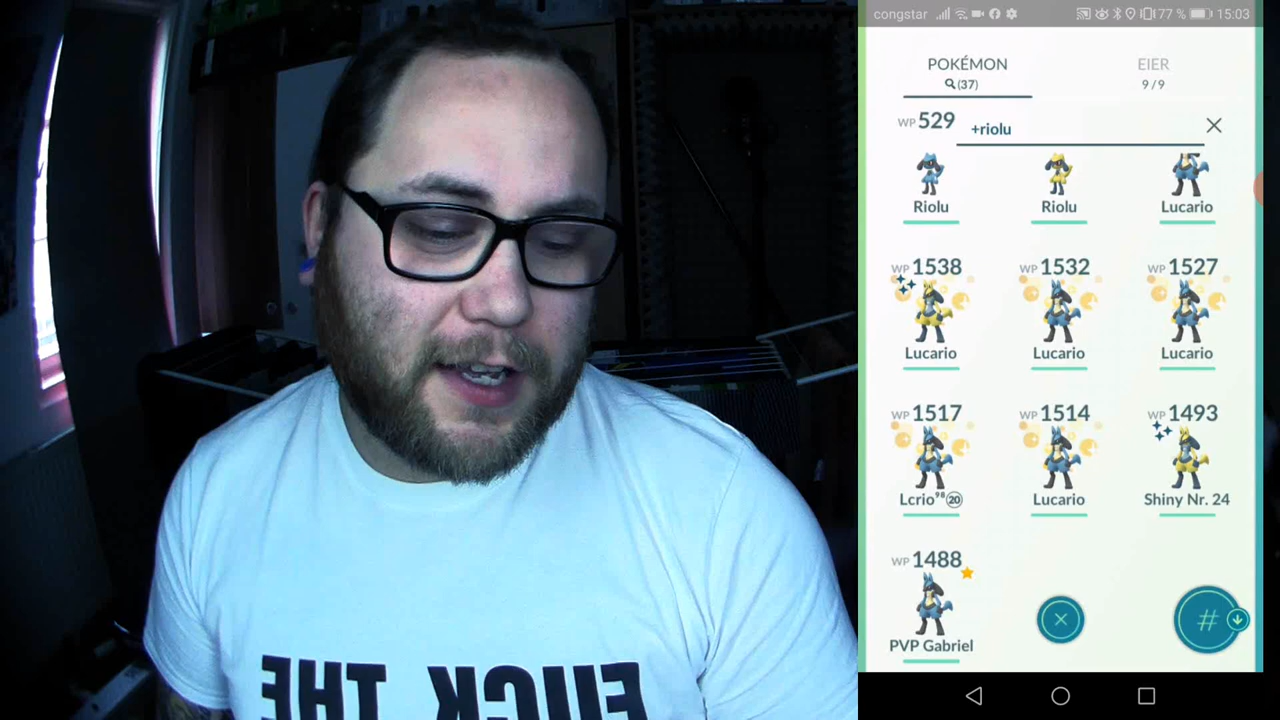 congstar 77 % 15:03
POKÉMON EIER
(37) 9/9
WP 529 +riolu
Riolu Riolu Lucario
WP 1538 WP 1532 WP 1527
Lucario Lucario Lucario
WP 1517 WP 1514 WP 1493
Lcrio⁹⁸⑳ Lucario Shiny Nr. 24
WP 1488
PVP Gabriel
#
THE